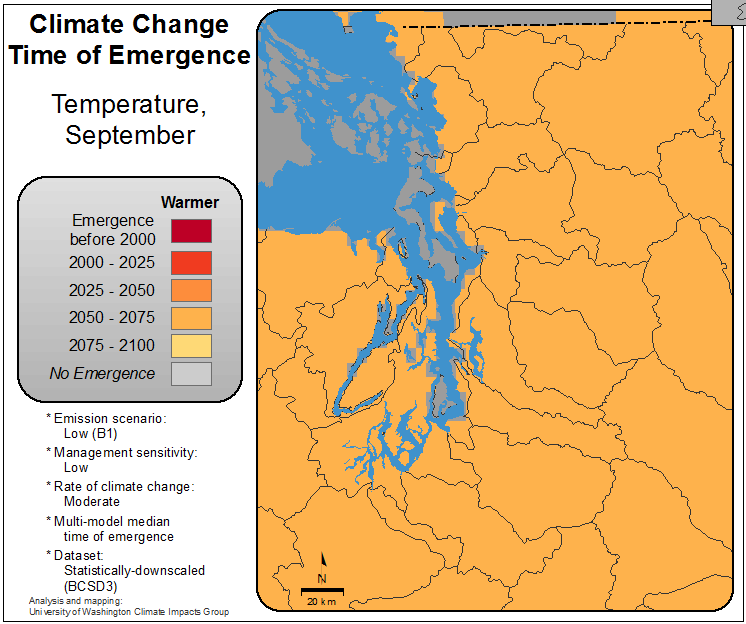 Climate Change
Time of Emergence
Temperature,
September
Warmer
Emergence
before 2000
2000 - 2025
2025 - 2050
2050 - 2075
2075 - 2100
No Emergence
* Emission scenario:
Low (B1)
* Management sensitivity:
Low
* Rate of climate change:
Moderate
* Multi-model median
time of emergence
* Dataset:
Statistically-downscaled
(BCSD3)
Analysis and mapping:
University of Washington Climate Impacts Group
N
20 km